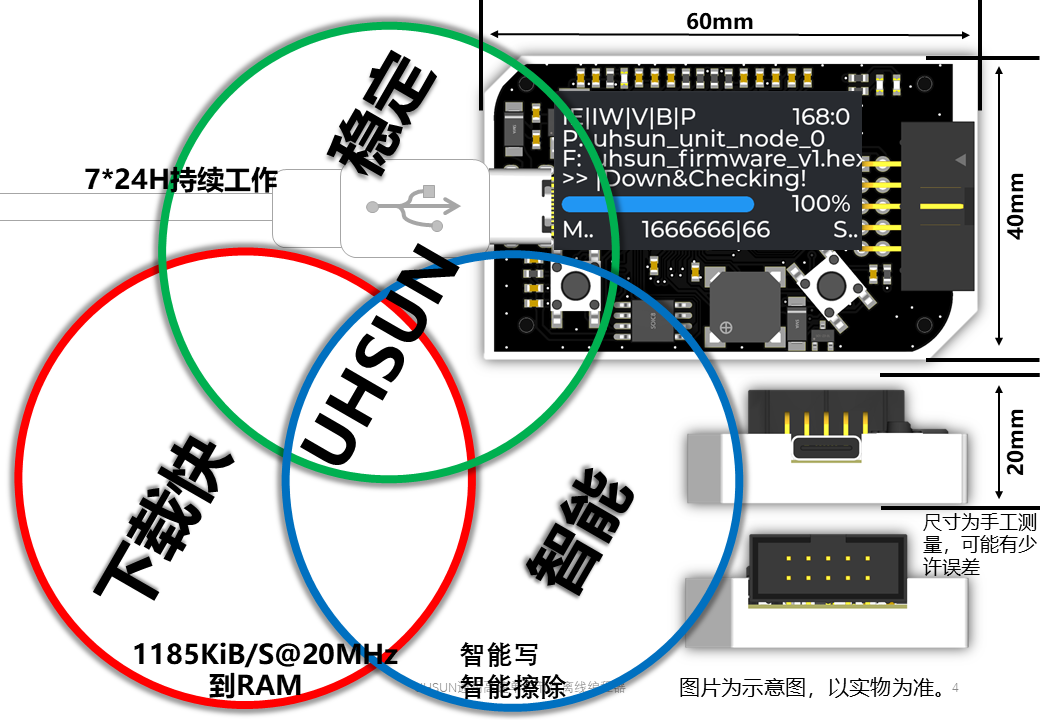 60mm
稳定
7*24H持续工作
IE|IW|V|B|P 168:0
P: uhsun_unit_node_0
F: uhsun_firmware_v1.hex
>> |Down&Checking!
100%
M.. 1666666|66 S..
40mm
UHSUN
20mm
下载快
智能
尺寸为手工测
量，可能有少
许误差
1185KiB/S@20MHz
到RAM
智能写
智能擦除
图片为示意图，以实物为准。
4